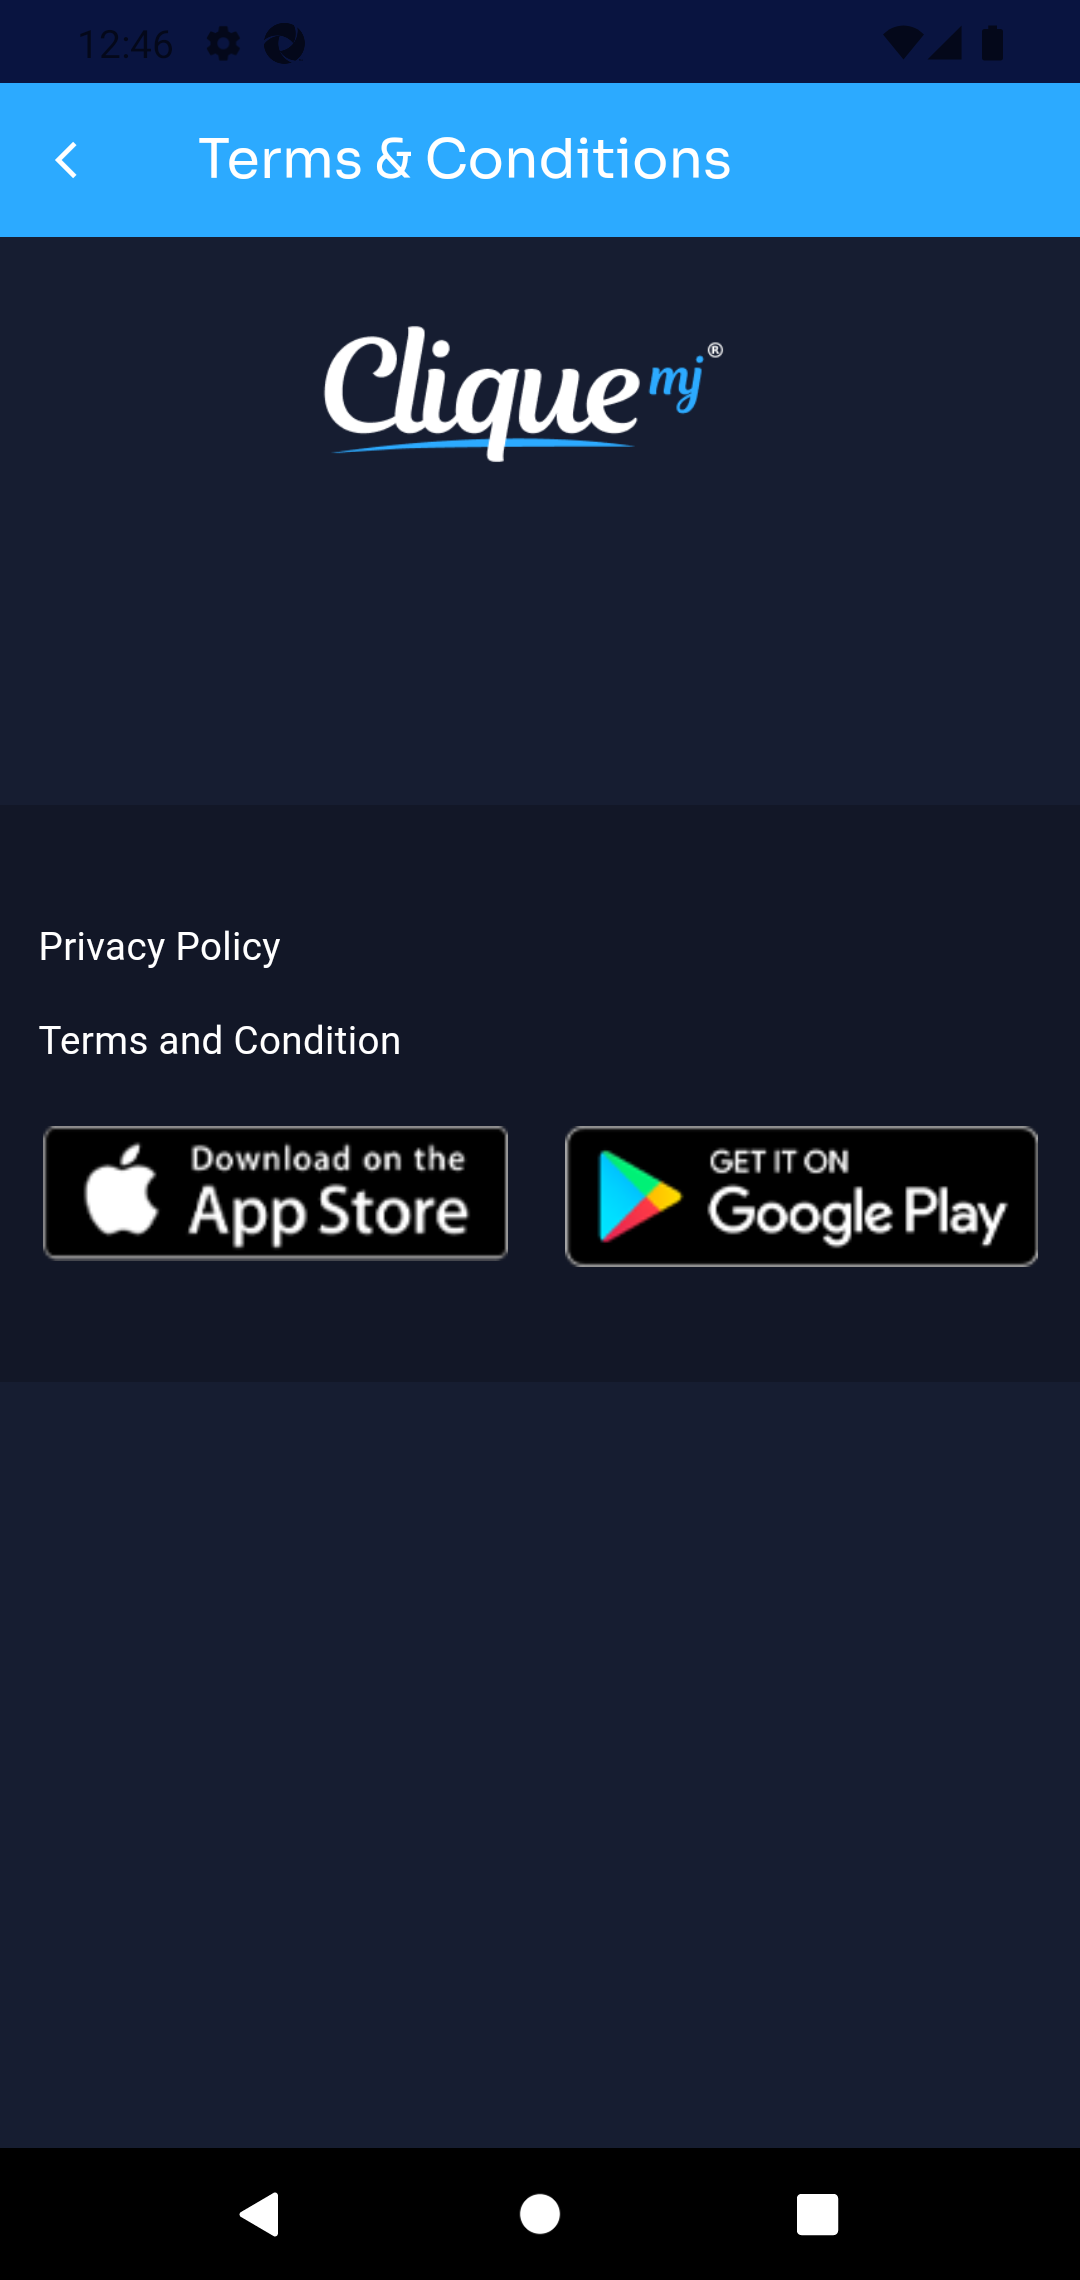 12:46
Terms & Conditions
Clique mj®
Privacy Policy
Terms and Condition
Download on the
App Store
GET IT ON
Google Play